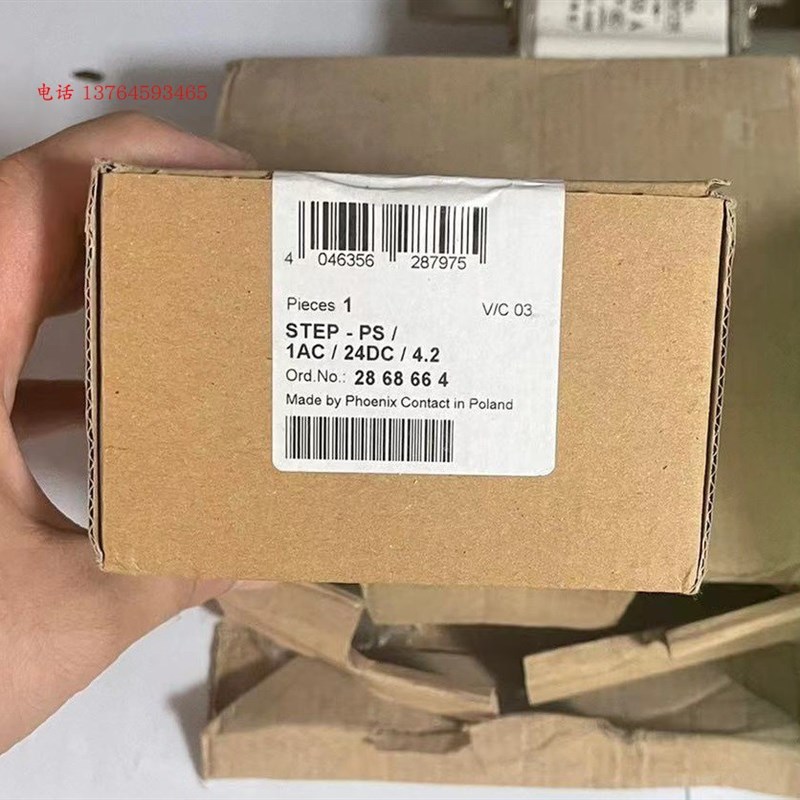 电话 13764593465
4 046356 287975
Pieces 1 V/C 03
STEP - PS /
1AC / 24DC / 4.2
Ord.No.: 28 68 66 4
Made by Phoenix Contact in Poland